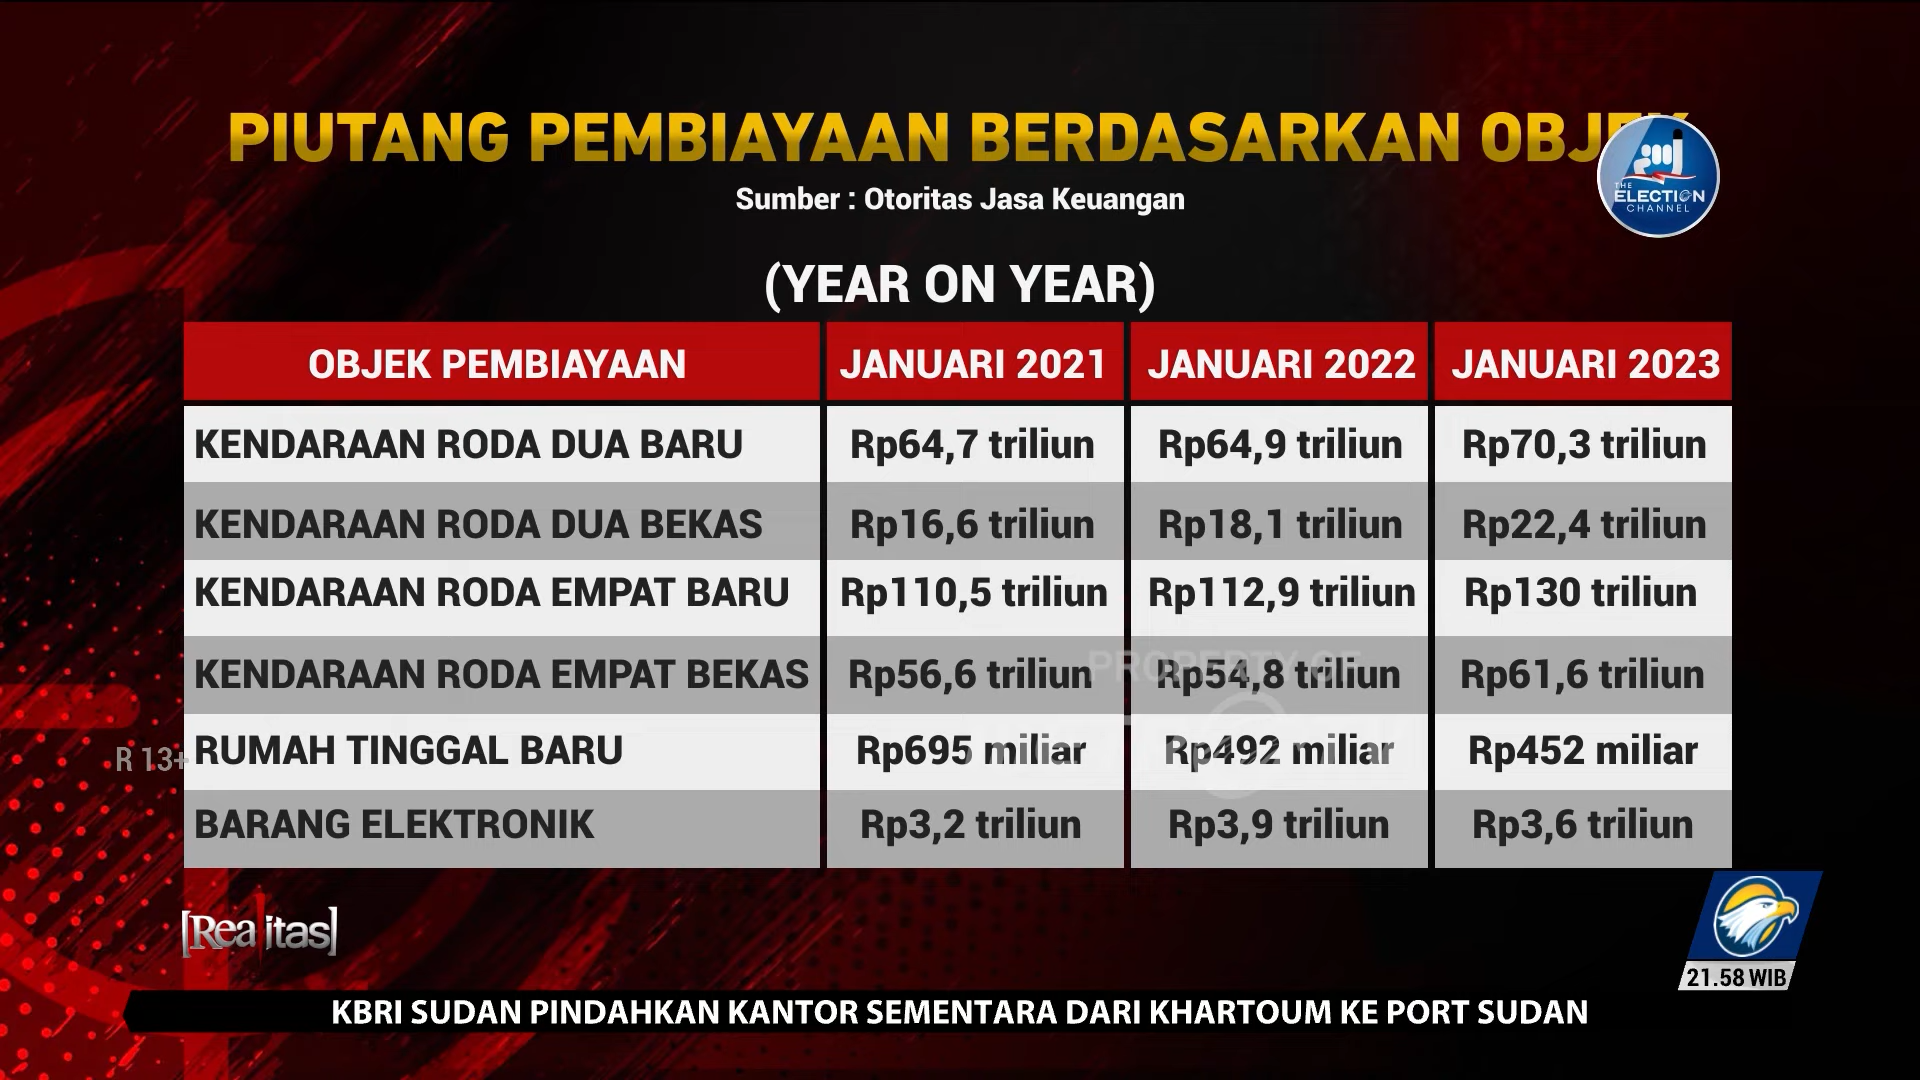 PIUTANG PEMBIAYAAN BERDASARKAN
THE
ELECTION
CHANNEL
Sumber : Otoritas Jasa Keuangan
(YEAR ON YEAR)
OBJEK PEMBIAYAAN JANUARI 2021 JANUARI 2022 JANUARI 2023
KENDARAAN RODA DUA BARU Rp64,7 triliun Rp64,9 triliun Rp70,3 triliun
KENDARAAN RODA DUA BEKAS Rp16,6 triliun Rp18,1 triliun Rp22,4 triliun
KENDARAAN RODA EMPAT BARU Rp110,5 triliun Rp112,9 triliun Rp130 triliun
KENDARAAN RODA EMPAT BEKAS Rp56,6 triliun Rp54,8 triliun Rp61,6 triliun
PROPERTY OF
R 13+
RUMAH TINGGAL BARU Rp695 miliar Rp492 miliar Rp452 miliar
BARANG ELEKTRONIK Rp3,2 triliun Rp3,9 triliun Rp3,6 triliun
[Realitas]
21.58 WIB
KBRI SUDAN PINDAHKAN KANTOR SEMENTARA DARI KHARTOUM KE PORT SUDAN